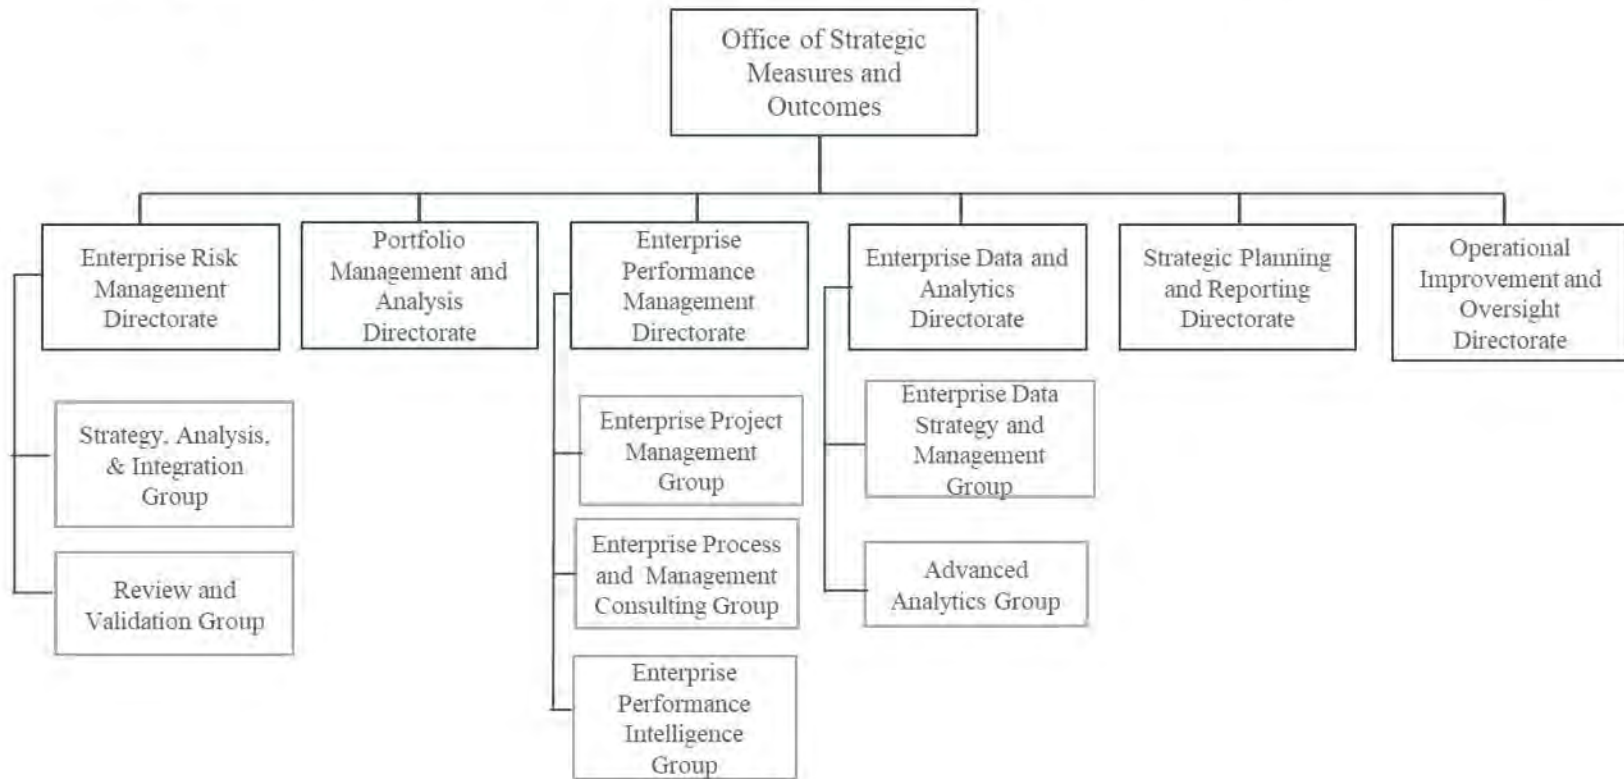 Office of Strategic
Measures and
Outcomes
Enterprise Risk
Management
Directorate
Portfolio
Management and
Analysis
Directorate
Enterprise
Performance
Management
Directorate
Enterprise Data and
Analytics
Directorate
Strategic Planning
and Reporting
Directorate
Operational
Improvement and
Oversight
Directorate
Strategy, Analysis,
& Integration
Group
Review and
Validation Group
Enterprise Project
Management
Group
Enterprise Process
and Management
Consulting Group
Enterprise
Performance
Intelligence
Group
Enterprise Data
Strategy and
Management
Group
Advanced
Analytics Group